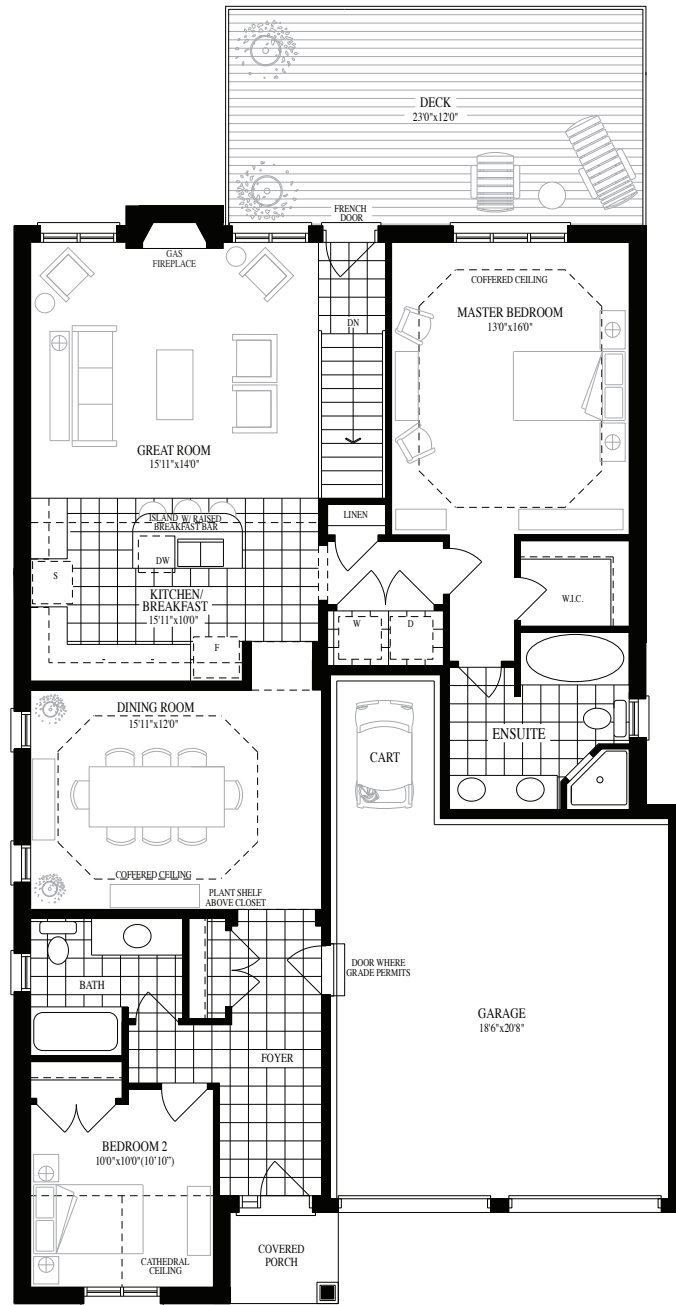 DECK
23'0"x12'0"
FRENCH
DOOR
GAS
FIREPLACE
COFFERED CEILING
MASTER BEDROOM
13'0"x16'0"
DN
GREAT ROOM
15'11"x14'0"
LINEN
ISLAND W/ RAISED
BREAKFAST BAR
DW
S
KITCHEN/
BREAKFAST
15'11"x10'0"
W.I.C.
W
D
F
DINING ROOM
15'11"x12'0"
ENSUITE
CART
COFFERED CEILING
PLANT SHELF
ABOVE CLOSET
DOOR WHERE
GRADE PERMITS
BATH
GARAGE
18'6"x20'8"
FOYER
BEDROOM 2
10'0"x10'0"(10'10")
COVERED
PORCH
CATHEDRAL
CEILING